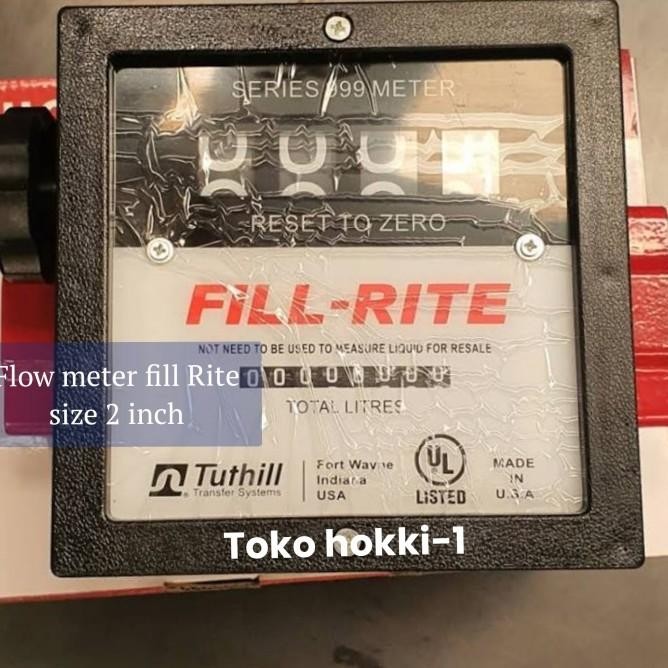 SERIES 999 METER
RESET TO ZERO
FILL-RITE
NOT NEED TO BE USED TO MEASURE LIQUID FOR RESALE
Flow meter fill Rite
size 2 inch
TOTAL LITRES
Tuthill
Transfer Systems
Fort Wayne
Indiana
USA
UL
LISTED
MADE
IN
U.S.A
Toko hokki-1